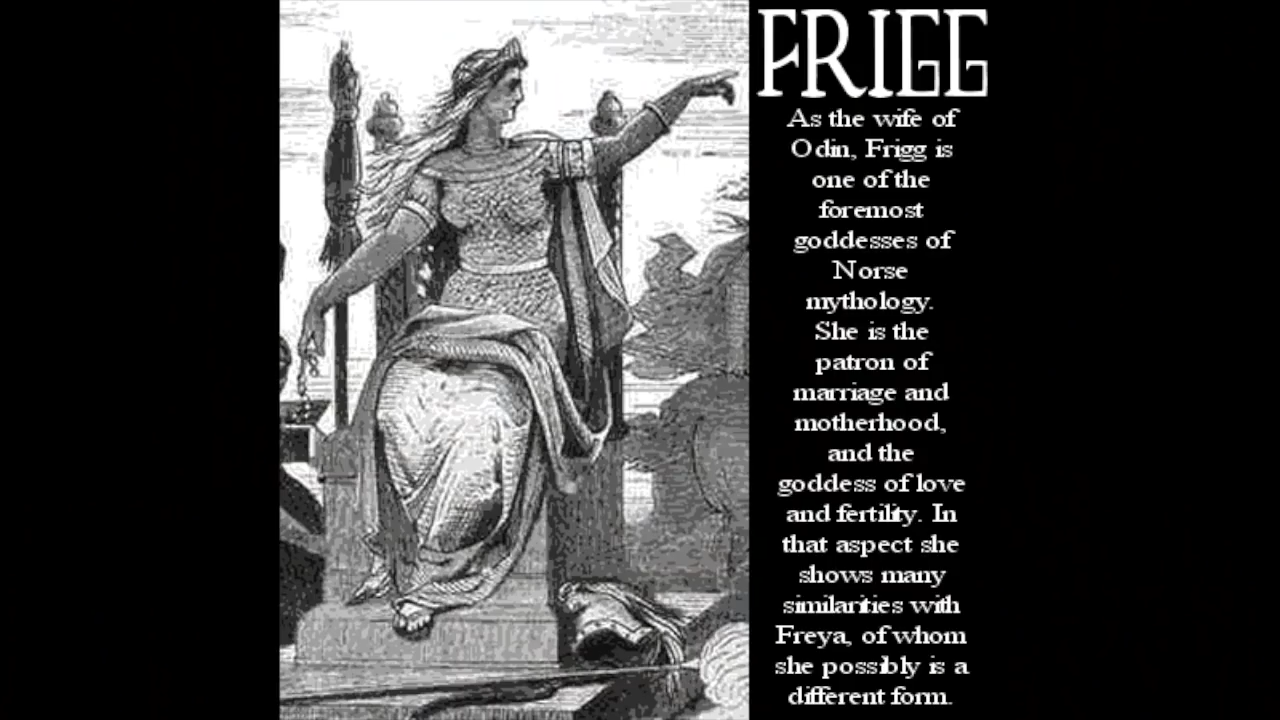 FRIGG
As the wife of
Odin, Frigg is
one of the
foremost
goddesses of
Norse
mythology.
She is the
patron of
marriage and
motherhood,
and the
goddess of love
and fertility. In
that aspect she
shows many
similarities with
Freya, of whom
she possibly is a
different form.